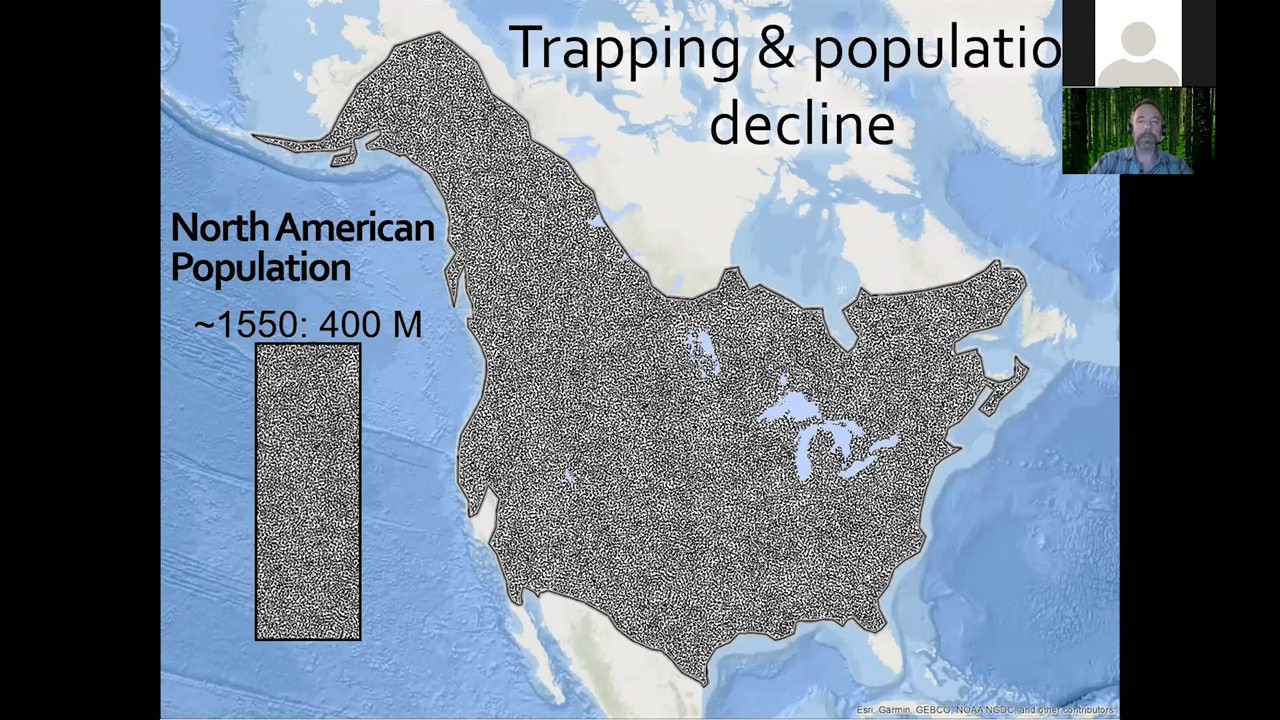 Trapping & populatio
decline
North American
Population
~1550: 400 M
Esri, Garmin, GEBCO, NOAA NGDC, and other contributors